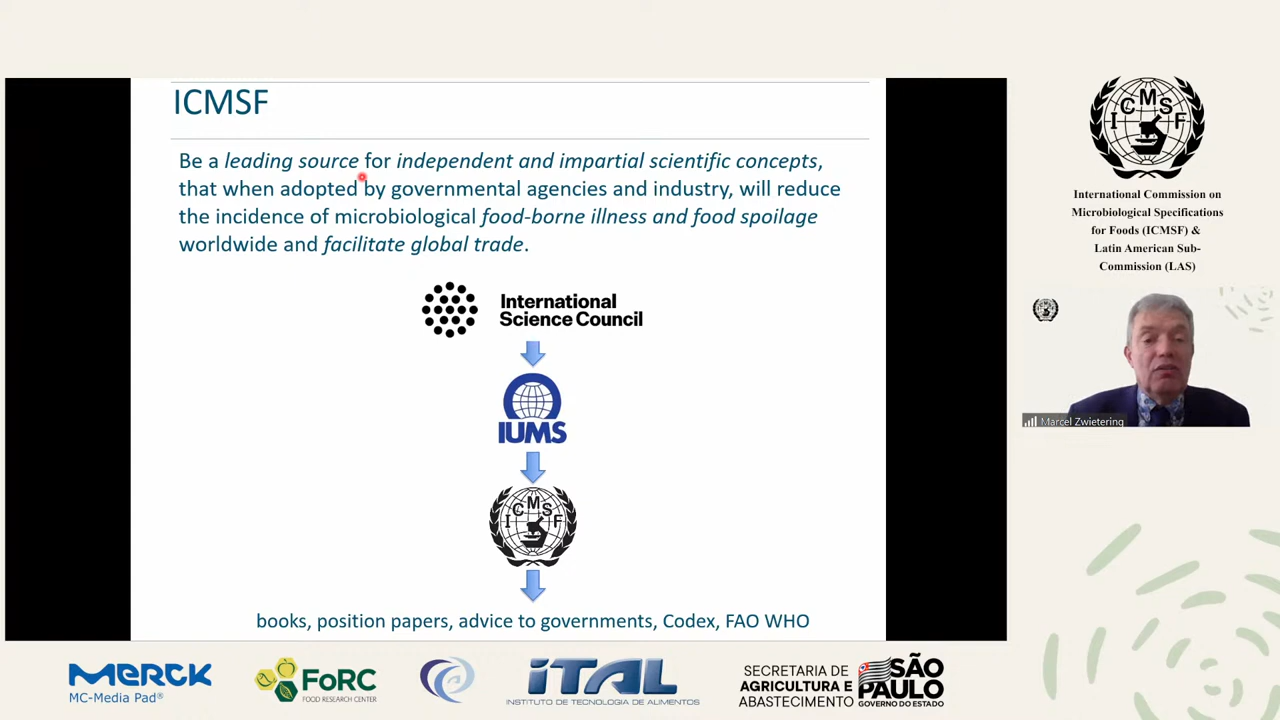 ICMSF
Be a leading source for independent and impartial scientific concepts,
that when adopted by governmental agencies and industry, will reduce
the incidence of microbiological food-borne illness and food spoilage
worldwide and facilitate global trade.
International
Science Council
IUMS
ICMSF
books, position papers, advice to governments, Codex, FAO WHO
ICMSF
International Commission on
Microbiological Specifications
for Foods (ICMSF) &
Latin American Sub-
Commission (LAS)
Marcel Zwietering
MERCK
MC-Media Pad®
FoRC
FOOD RESEARCH CENTER
iTAL
INSTITUTO DE TECNOLOGIA DE ALIMENTOS
SECRETARIA DE
AGRICULTURA E
ABASTECIMENTO
SÃO
PAULO
GOVERNO DO ESTADO